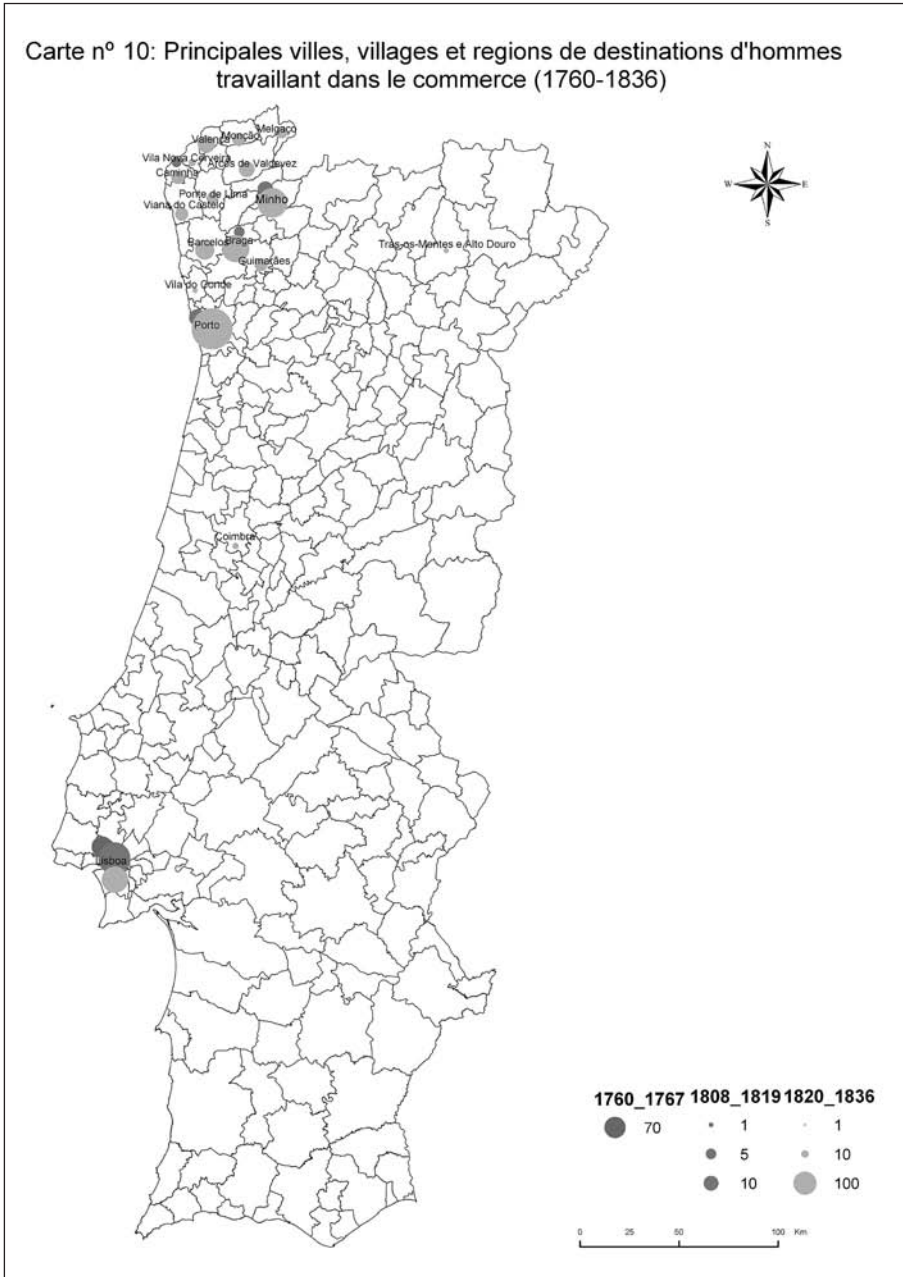 Carte nº 10: Principales villes, villages et regions de destinations d'hommes
travaillant dans le commerce (1760-1836)
N
W E
S
Melgaço
Monção
Valença
Vila Nova Cerveira
Arcos de Valdevez
Caminha
Ponte de Lima
Minho
Viana do Castelo
Barcelos
Braga
Trás-os-Montes e Alto Douro
Guimarães
Vila do Conde
Porto
Coimbra
Lisboa
1760_1767 1808_1819 1820_1836
70 1 1
5 10
10 100
0 25 50 100 Km.